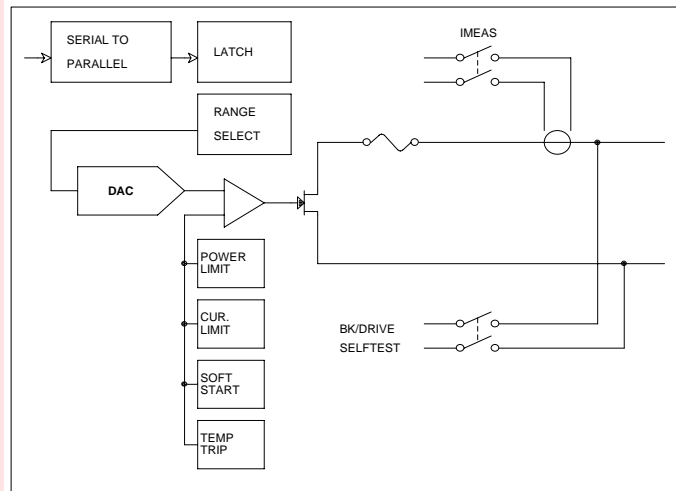 SERIAL TO
PARALLEL
LATCH
IMEAS
RANGE
SELECT
DAC
POWER
LIMIT
CUR.
LIMIT
BK/DRIVE
SELFTEST
SOFT
START
TEMP
TRIP